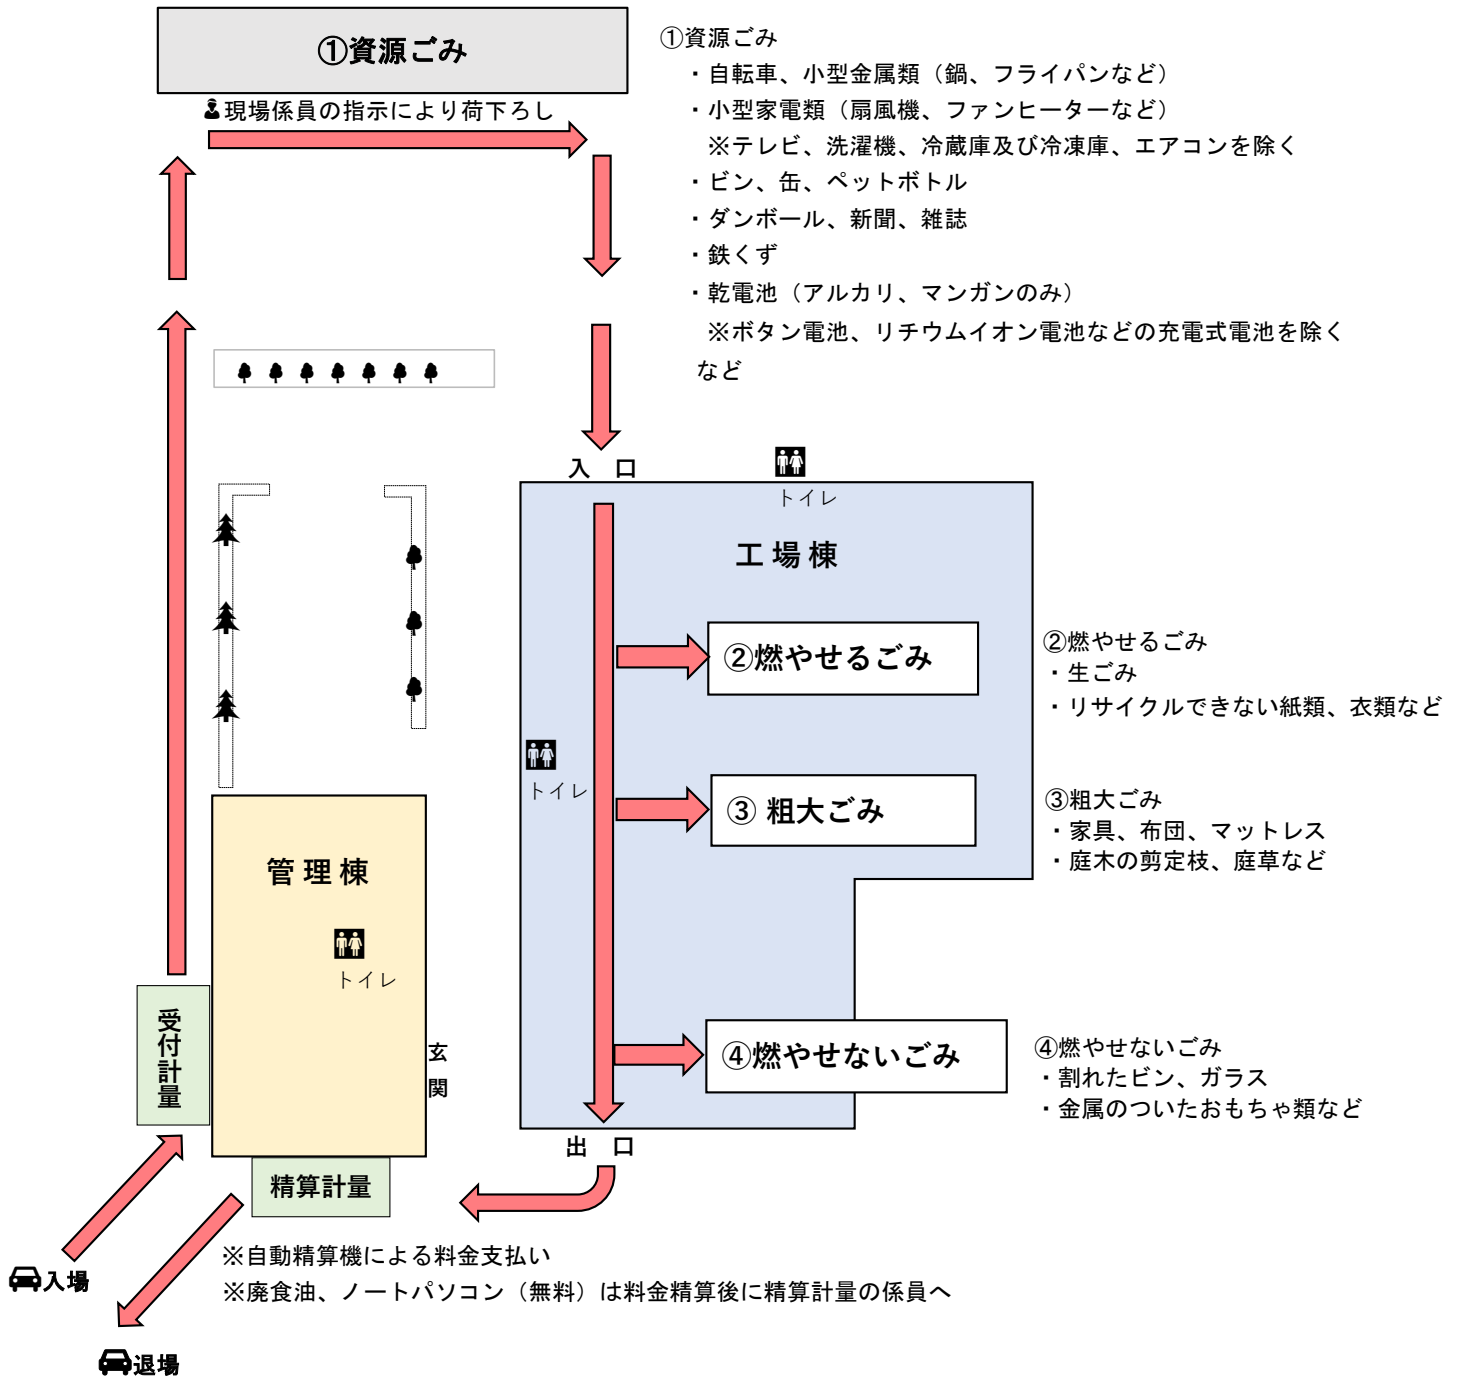 ①資源ごみ
現場係員の指示により荷下ろし
①資源ごみ
・自転車、小型金属類（鍋、フライパンなど）
・小型家電類（扇風機、ファンヒーターなど）
※テレビ、洗濯機、冷蔵庫及び冷凍庫、エアコンを除く
・ビン、缶、ペットボトル
・ダンボール、新聞、雑誌
・鉄くず
・乾電池（アルカリ、マンガンのみ）
※ボタン電池、リチウムイオン電池などの充電式電池を除く
など
入口
トイレ
工場棟
②燃やせるごみ
②燃やせるごみ
・生ごみ
・リサイクルできない紙類、衣類など
トイレ
③ 粗大ごみ
③粗大ごみ
・家具、布団、マットレス
・庭木の剪定枝、庭草など
管理棟
トイレ
受付計量
玄関
④燃やせないごみ
④燃やせないごみ
・割れたビン、ガラス
・金属のついたおもちゃ類など
出口
精算計量
※自動精算機による料金支払い
※廃食油、ノートパソコン（無料）は料金精算後に精算計量の係員へ
入場
退場